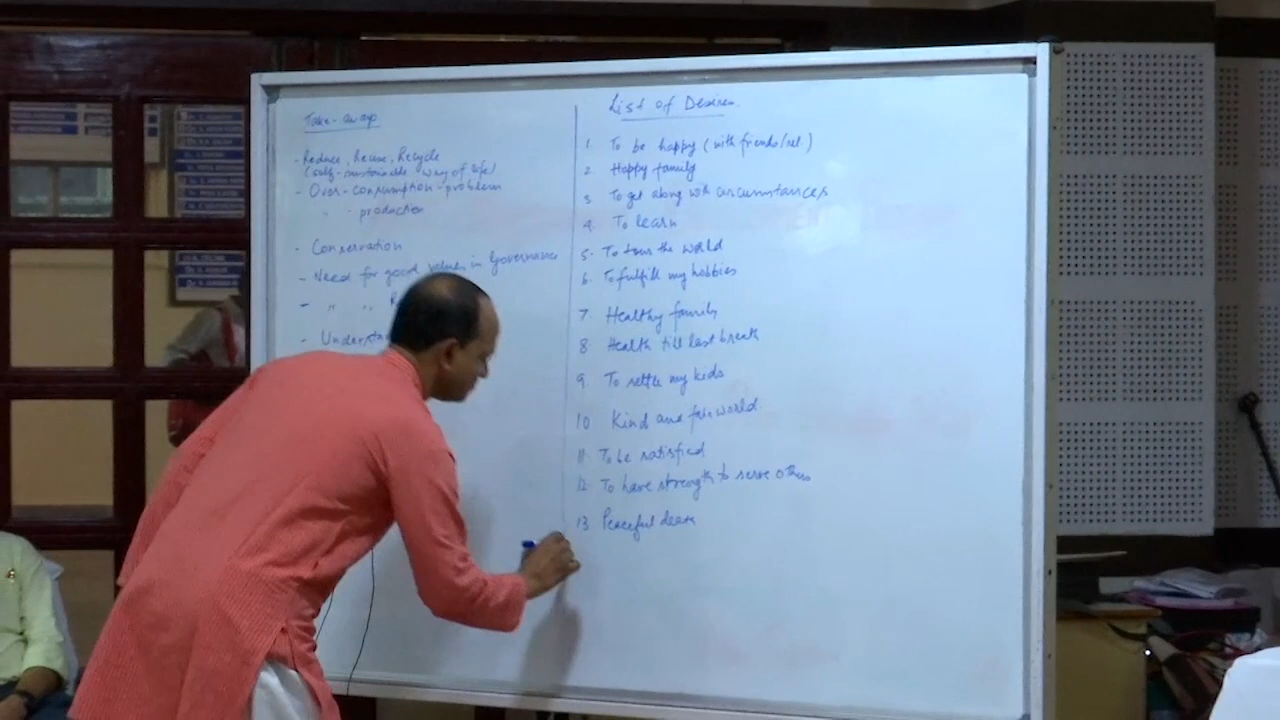 Take-aways
- Reduce, Reuse, Recycle
(self-sustainable way of life)
- Over-consumption-problem
" - production
- Conservation
- Need for good values in Governance
- " "
-
List of Desires
1. To be happy (with friends/rel.)
2. Happy family
3 To get along with circumstances
4. To learn
5. To tour the world
6. To fulfill my hobbies
7. Healthy family
8 Health till last breath
9. To settle my kids
10 Kind and fair world
11 To be satisfied
12 To have strength to serve others
13 Peaceful death